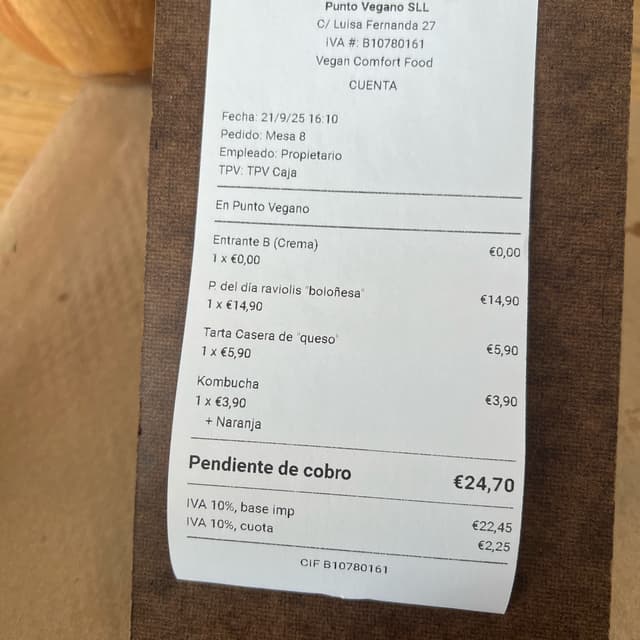 Punto Vegano SLL
C/ Luisa Fernanda 27
IVA #: B10780161
Vegan Comfort Food
CUENTA
Fecha: 21/9/25 16:10
Pedido: Mesa 8
Empleado: Propietario
TPV: TPV Caja
En Punto Vegano
Entrante B (Crema) €0,00
1 x €0,00
P. del día raviolis "boloñesa" €14,90
1 x €14,90
Tarta Casera de "queso" €5,90
1 x €5,90
Kombucha €3,90
1 x €3,90
+ Naranja
Pendiente de cobro €24,70
IVA 10%, base imp €22,45
IVA 10%, cuota €2,25
CIF B10780161